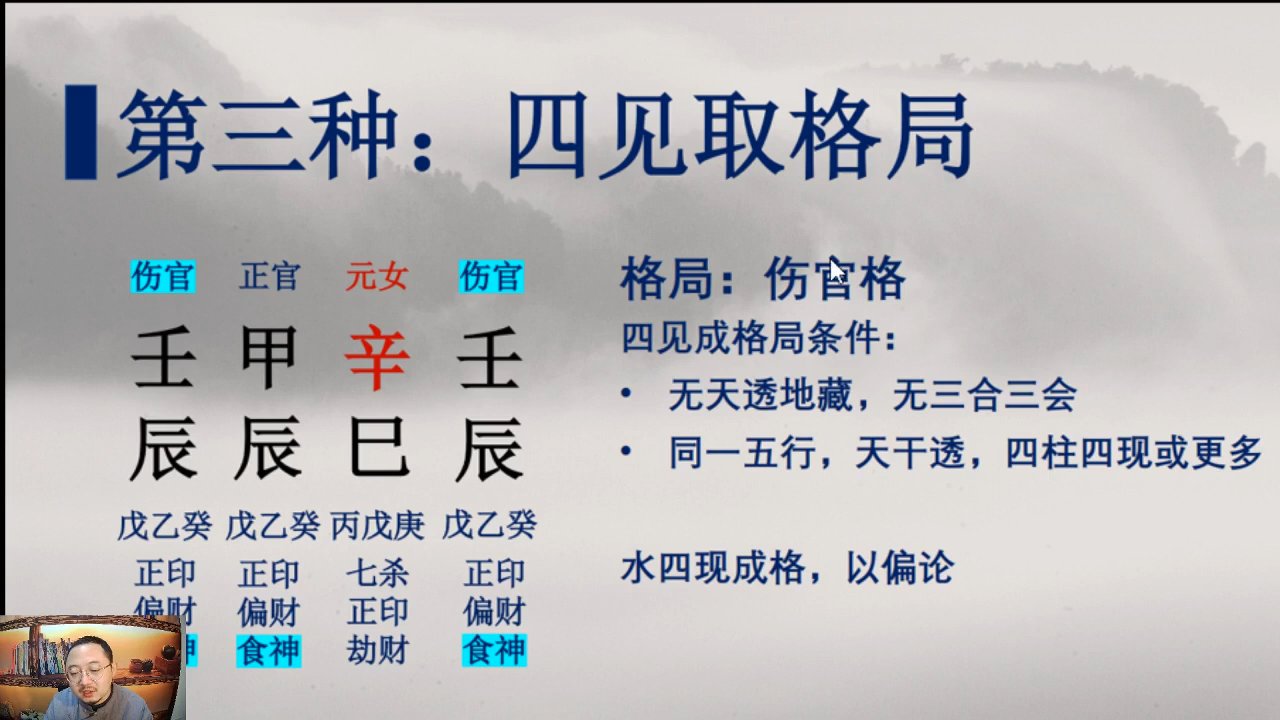 第三种：四见取格局
伤官 正官 元女 伤官
壬 甲 辛 壬
辰 辰 巳 辰
戊乙癸 戊乙癸 丙戊庚 戊乙癸
正印 正印 七杀 正印
偏财 偏财 正印 偏财
神 食神 劫财 食神
格局：伤官格
四见成格局条件：
• 无天透地藏，无三合三会
• 同一五行，天干透，四柱四现或更多
水四现成格，以偏论